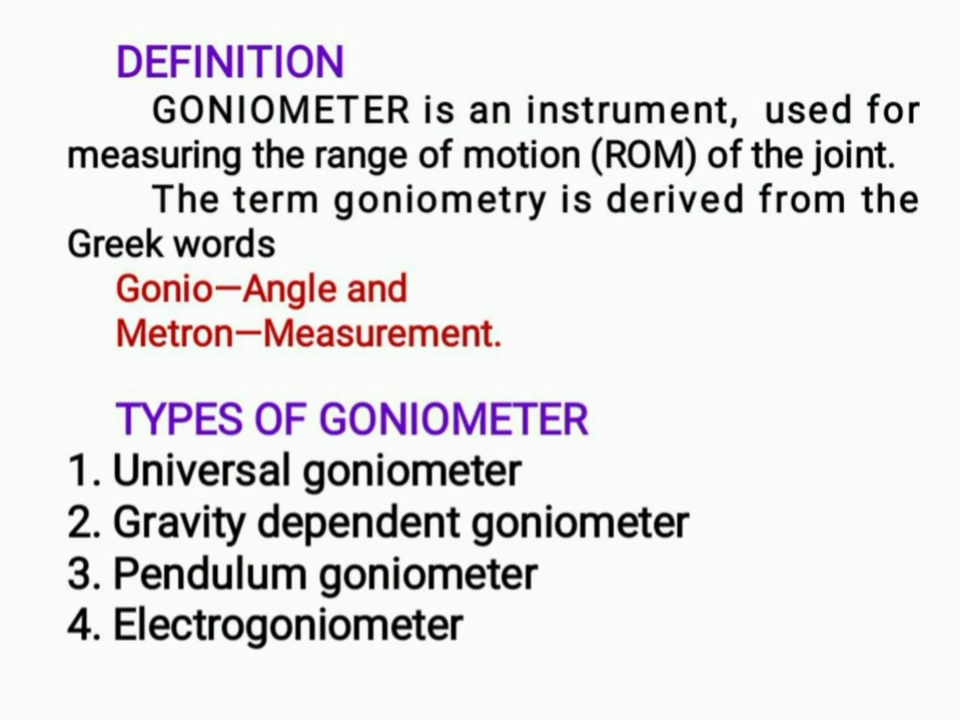 DEFINITION
GONIOMETER is an instrument, used for
measuring the range of motion (ROM) of the joint.
The term goniometry is derived from the
Greek words
Gonio—Angle and
Metron—Measurement.
TYPES OF GONIOMETER
1. Universal goniometer
2. Gravity dependent goniometer
3. Pendulum goniometer
4. Electrogoniometer